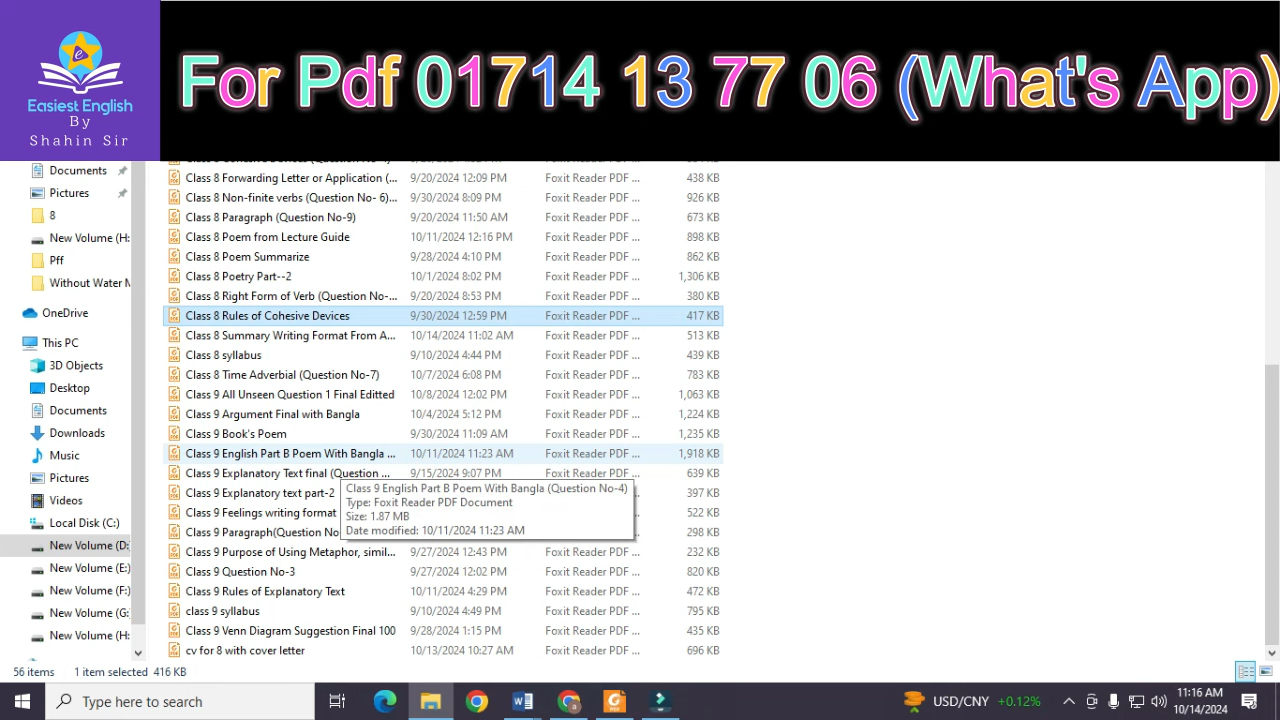 For Pdf 01714 13 77 06 (What's App)
e
Easiest English
By
Shahin Sir
Documents
Pictures
8
New Volume (H:
Pff
Without Water M
OneDrive
This PC
3D Objects
Desktop
Documents
Downloads
Music
Pictures
Videos
Local Disk (C:)
New Volume (D:
New Volume (E:)
New Volume (F:)
New Volume (G:
New Volume (H:
Class 8 Forwarding Letter or Application (... 9/20/2024 12:09 PM Foxit Reader PDF ... 438 KB
Class 8 Non-finite verbs (Question No- 6)... 9/30/2024 8:09 PM Foxit Reader PDF ... 926 KB
Class 8 Paragraph (Question No-9) 9/20/2024 11:50 AM Foxit Reader PDF ... 673 KB
Class 8 Poem from Lecture Guide 10/11/2024 12:16 PM Foxit Reader PDF ... 898 KB
Class 8 Poem Summarize 9/28/2024 4:10 PM Foxit Reader PDF ... 862 KB
Class 8 Poetry Part--2 10/1/2024 8:02 PM Foxit Reader PDF ... 1,306 KB
Class 8 Right Form of Verb (Question No-... 9/20/2024 8:53 PM Foxit Reader PDF ... 380 KB
Class 8 Rules of Cohesive Devices 9/30/2024 12:59 PM Foxit Reader PDF ... 417 KB
Class 8 Summary Writing Format From A... 10/14/2024 11:02 AM Foxit Reader PDF ... 513 KB
Class 8 syllabus 9/10/2024 4:44 PM Foxit Reader PDF ... 439 KB
Class 8 Time Adverbial (Question No-7) 10/7/2024 6:08 PM Foxit Reader PDF ... 783 KB
Class 9 All Unseen Question 1 Final Editted 10/8/2024 12:02 PM Foxit Reader PDF ... 1,063 KB
Class 9 Argument Final with Bangla 10/4/2024 5:12 PM Foxit Reader PDF ... 1,224 KB
Class 9 Book's Poem 9/30/2024 11:09 AM Foxit Reader PDF ... 1,235 KB
Class 9 English Part B Poem With Bangla ... 10/11/2024 11:23 AM Foxit Reader PDF ... 1,918 KB
Class 9 Explanatory Text final (Question ... 9/15/2024 9:07 PM Foxit Reader PDF ... 639 KB
Class 9 Explanatory text part-2 397 KB
Class 9 Feelings writing format 522 KB
Class 9 Paragraph(Question No 298 KB
Class 9 Purpose of Using Metaphor, simil... 9/27/2024 12:43 PM Foxit Reader PDF ... 232 KB
Class 9 Question No-3 9/27/2024 12:02 PM Foxit Reader PDF ... 820 KB
Class 9 Rules of Explanatory Text 10/11/2024 4:29 PM Foxit Reader PDF ... 472 KB
class 9 syllabus 9/10/2024 4:49 PM Foxit Reader PDF ... 795 KB
Class 9 Venn Diagram Suggestion Final 100 9/28/2024 1:15 PM Foxit Reader PDF ... 435 KB
cv for 8 with cover letter 10/13/2024 10:27 AM Foxit Reader PDF ... 696 KB
Class 9 English Part B Poem With Bangla (Question No-4)
Type: Foxit Reader PDF Document
Size: 1.87 MB
Date modified: 10/11/2024 11:23 AM
56 items 1 item selected 416 KB
Type here to search
USD/CNY +0.12%
11:16 AM
10/14/2024